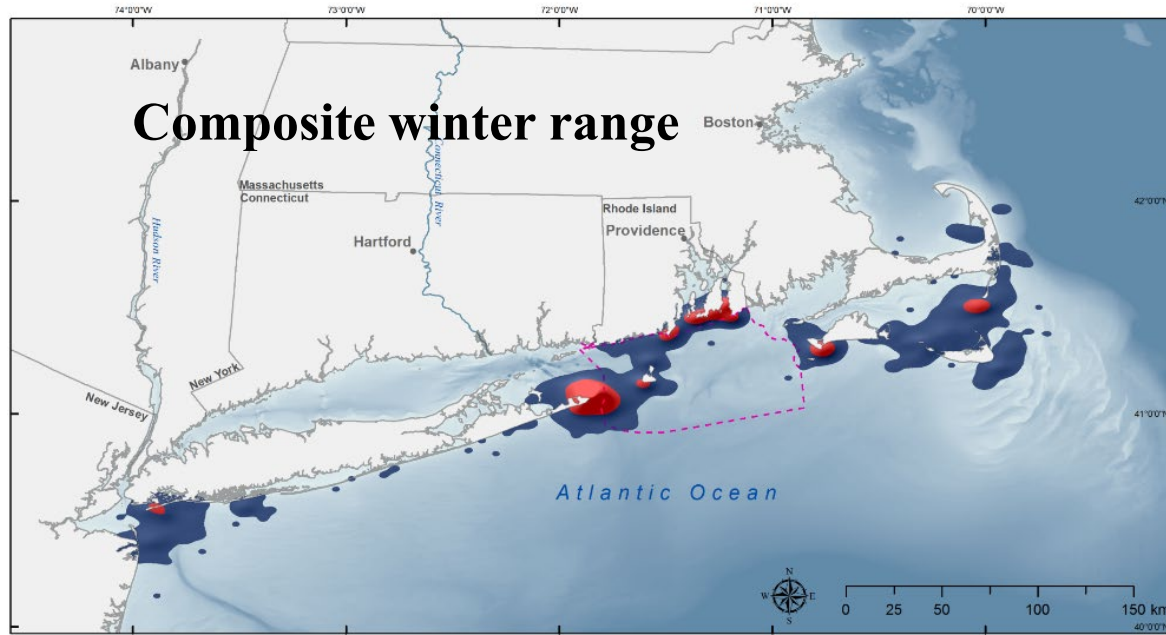 74°0'0"W 73°0'0"W 72°0'0"W 71°0'0"W 70°0'0"W
Albany
Composite winter range
Boston
Connecticut River
Massachusetts
Connecticut
42°0'0"N
Rhode Island
Providence
Hudson River
Hartford
New York
New Jersey
41°0'0"N
Atlantic Ocean
N
W E
S
0 25 50 100 150 km
40°0'0"N